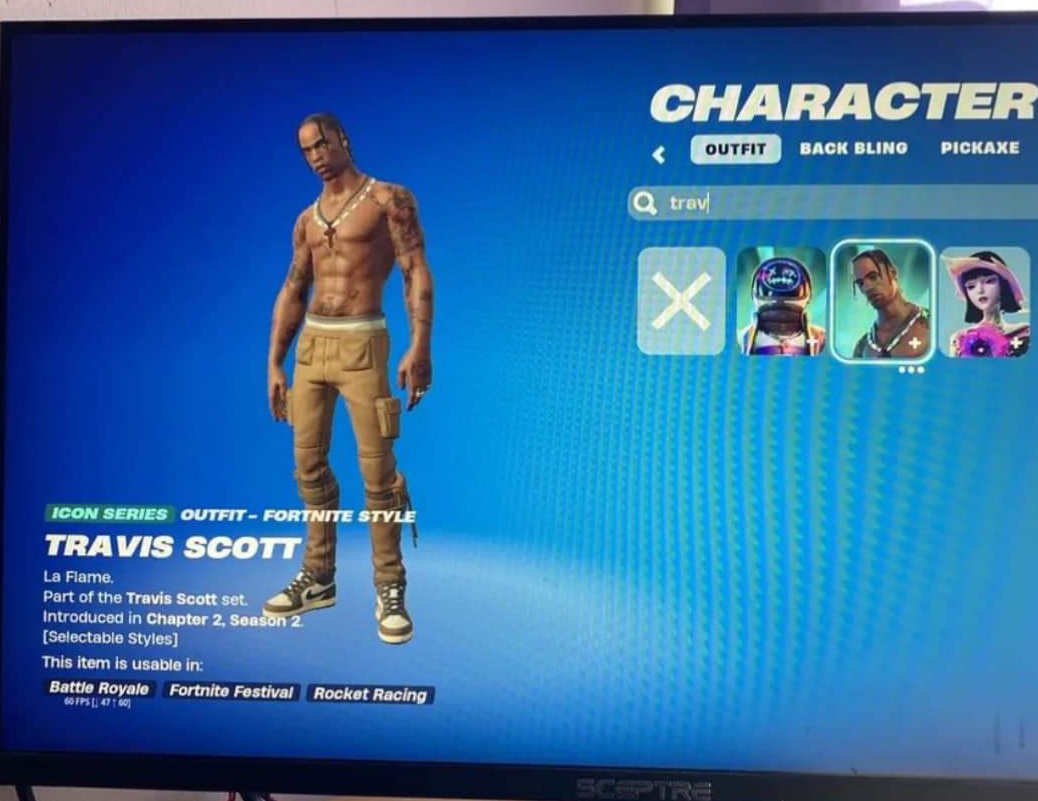 CHARACTER
OUTFIT BACK BLING PICKAXE
trav
ICON SERIES OUTFIT - FORTNITE STYLE
TRAVIS SCOTT
La Flame.
Part of the Travis Scott set.
Introduced in Chapter 2, Season 2.
[Selectable Styles]
This item is usable in:
Battle Royale Fortnite Festival Rocket Racing
60 FPS [↓ 47 ↑ 60]
SCEPTRE